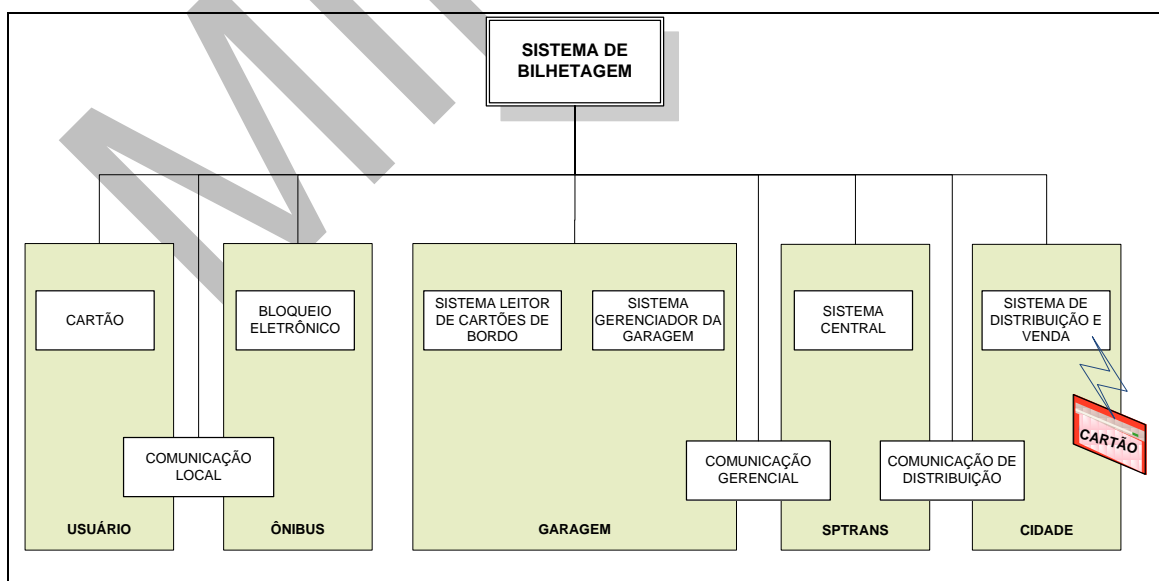 SISTEMA DE
BILHETAGEM
CARTÃO
BLOQUEIO
ELETRÔNICO
SISTEMA LEITOR
DE CARTÕES DE
BORDO
SISTEMA
GERENCIADOR DA
GARAGEM
SISTEMA
CENTRAL
SISTEMA DE
DISTRIBUIÇÃO E
VENDA
CARTÃO
COMUNICAÇÃO
LOCAL
COMUNICAÇÃO
GERENCIAL
COMUNICAÇÃO DE
DISTRIBUIÇÃO
USUÁRIO
ÔNIBUS
GARAGEM
SPTRANS
CIDADE